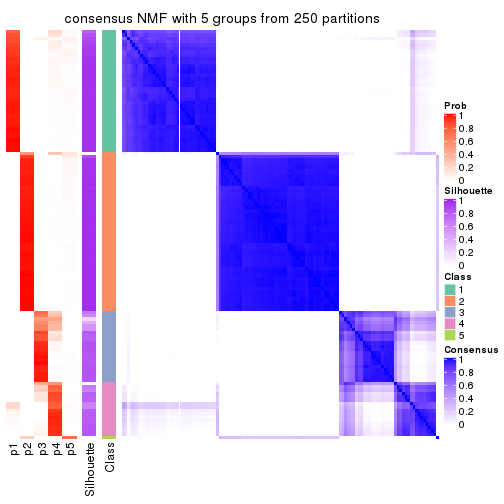 consensus NMF with 5 groups from 250 partitions
Prob
1
0.8
0.6
0.4
0.2
0
Silhouette
1
0.8
0.6
0.4
0.2
0
Class
1
2
3
4
5
Consensus
1
0.8
0.6
0.4
0.2
0
p1
p2
p3
p4
p5
Silhouette
Class